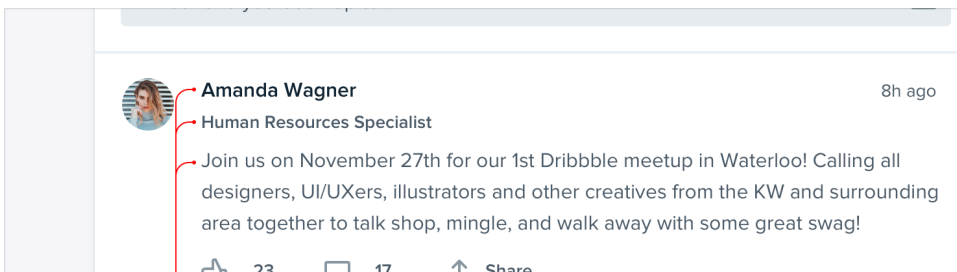 Amanda Wagner
8h ago
Human Resources Specialist
Join us on November 27th for our 1st Dribbble meetup in Waterloo! Calling all
designers, UI/UXers, illustrators and other creatives from the KW and surrounding
area together to talk shop, mingle, and walk away with some great swag!
23 17 Share